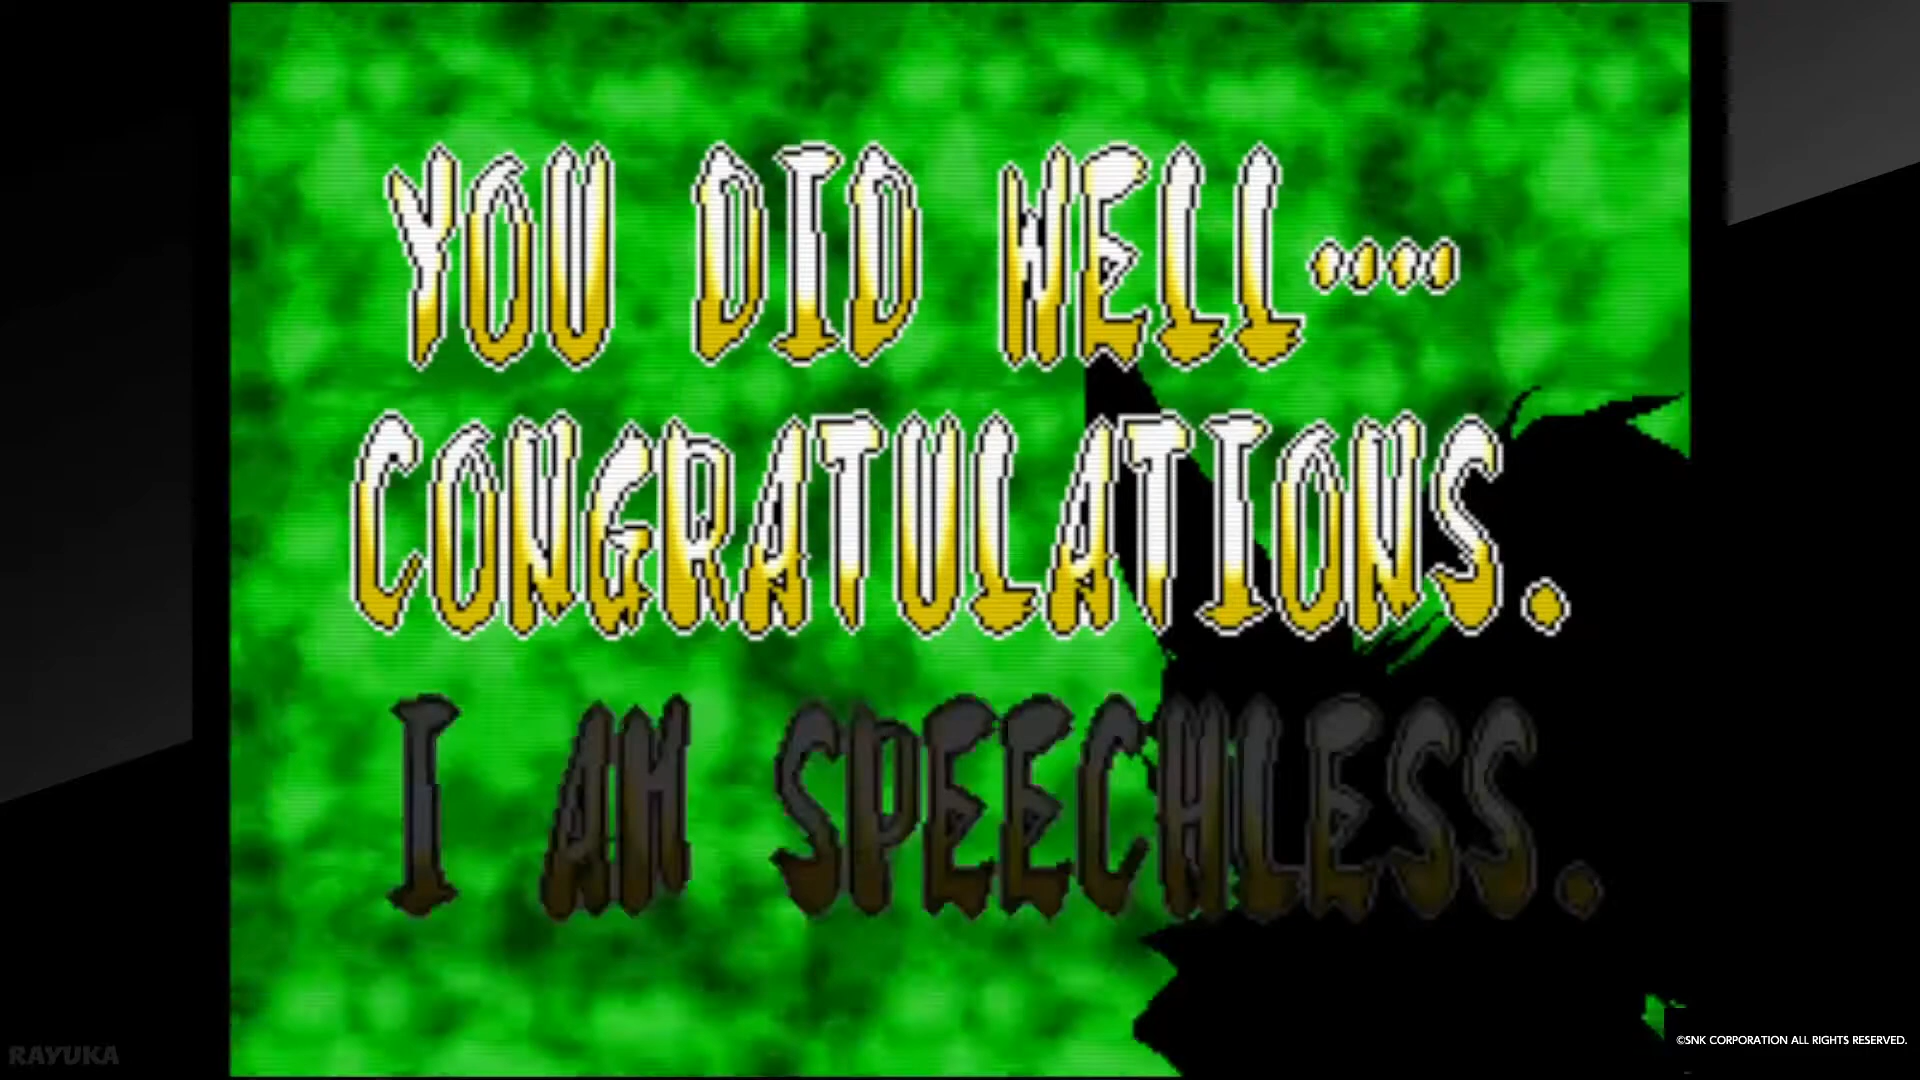 YOU DID WELL....
CONGRATULATIONS.
I AM SPEECHLESS.
RAYUKA
©SNK CORPORATION ALL RIGHTS RESERVED.